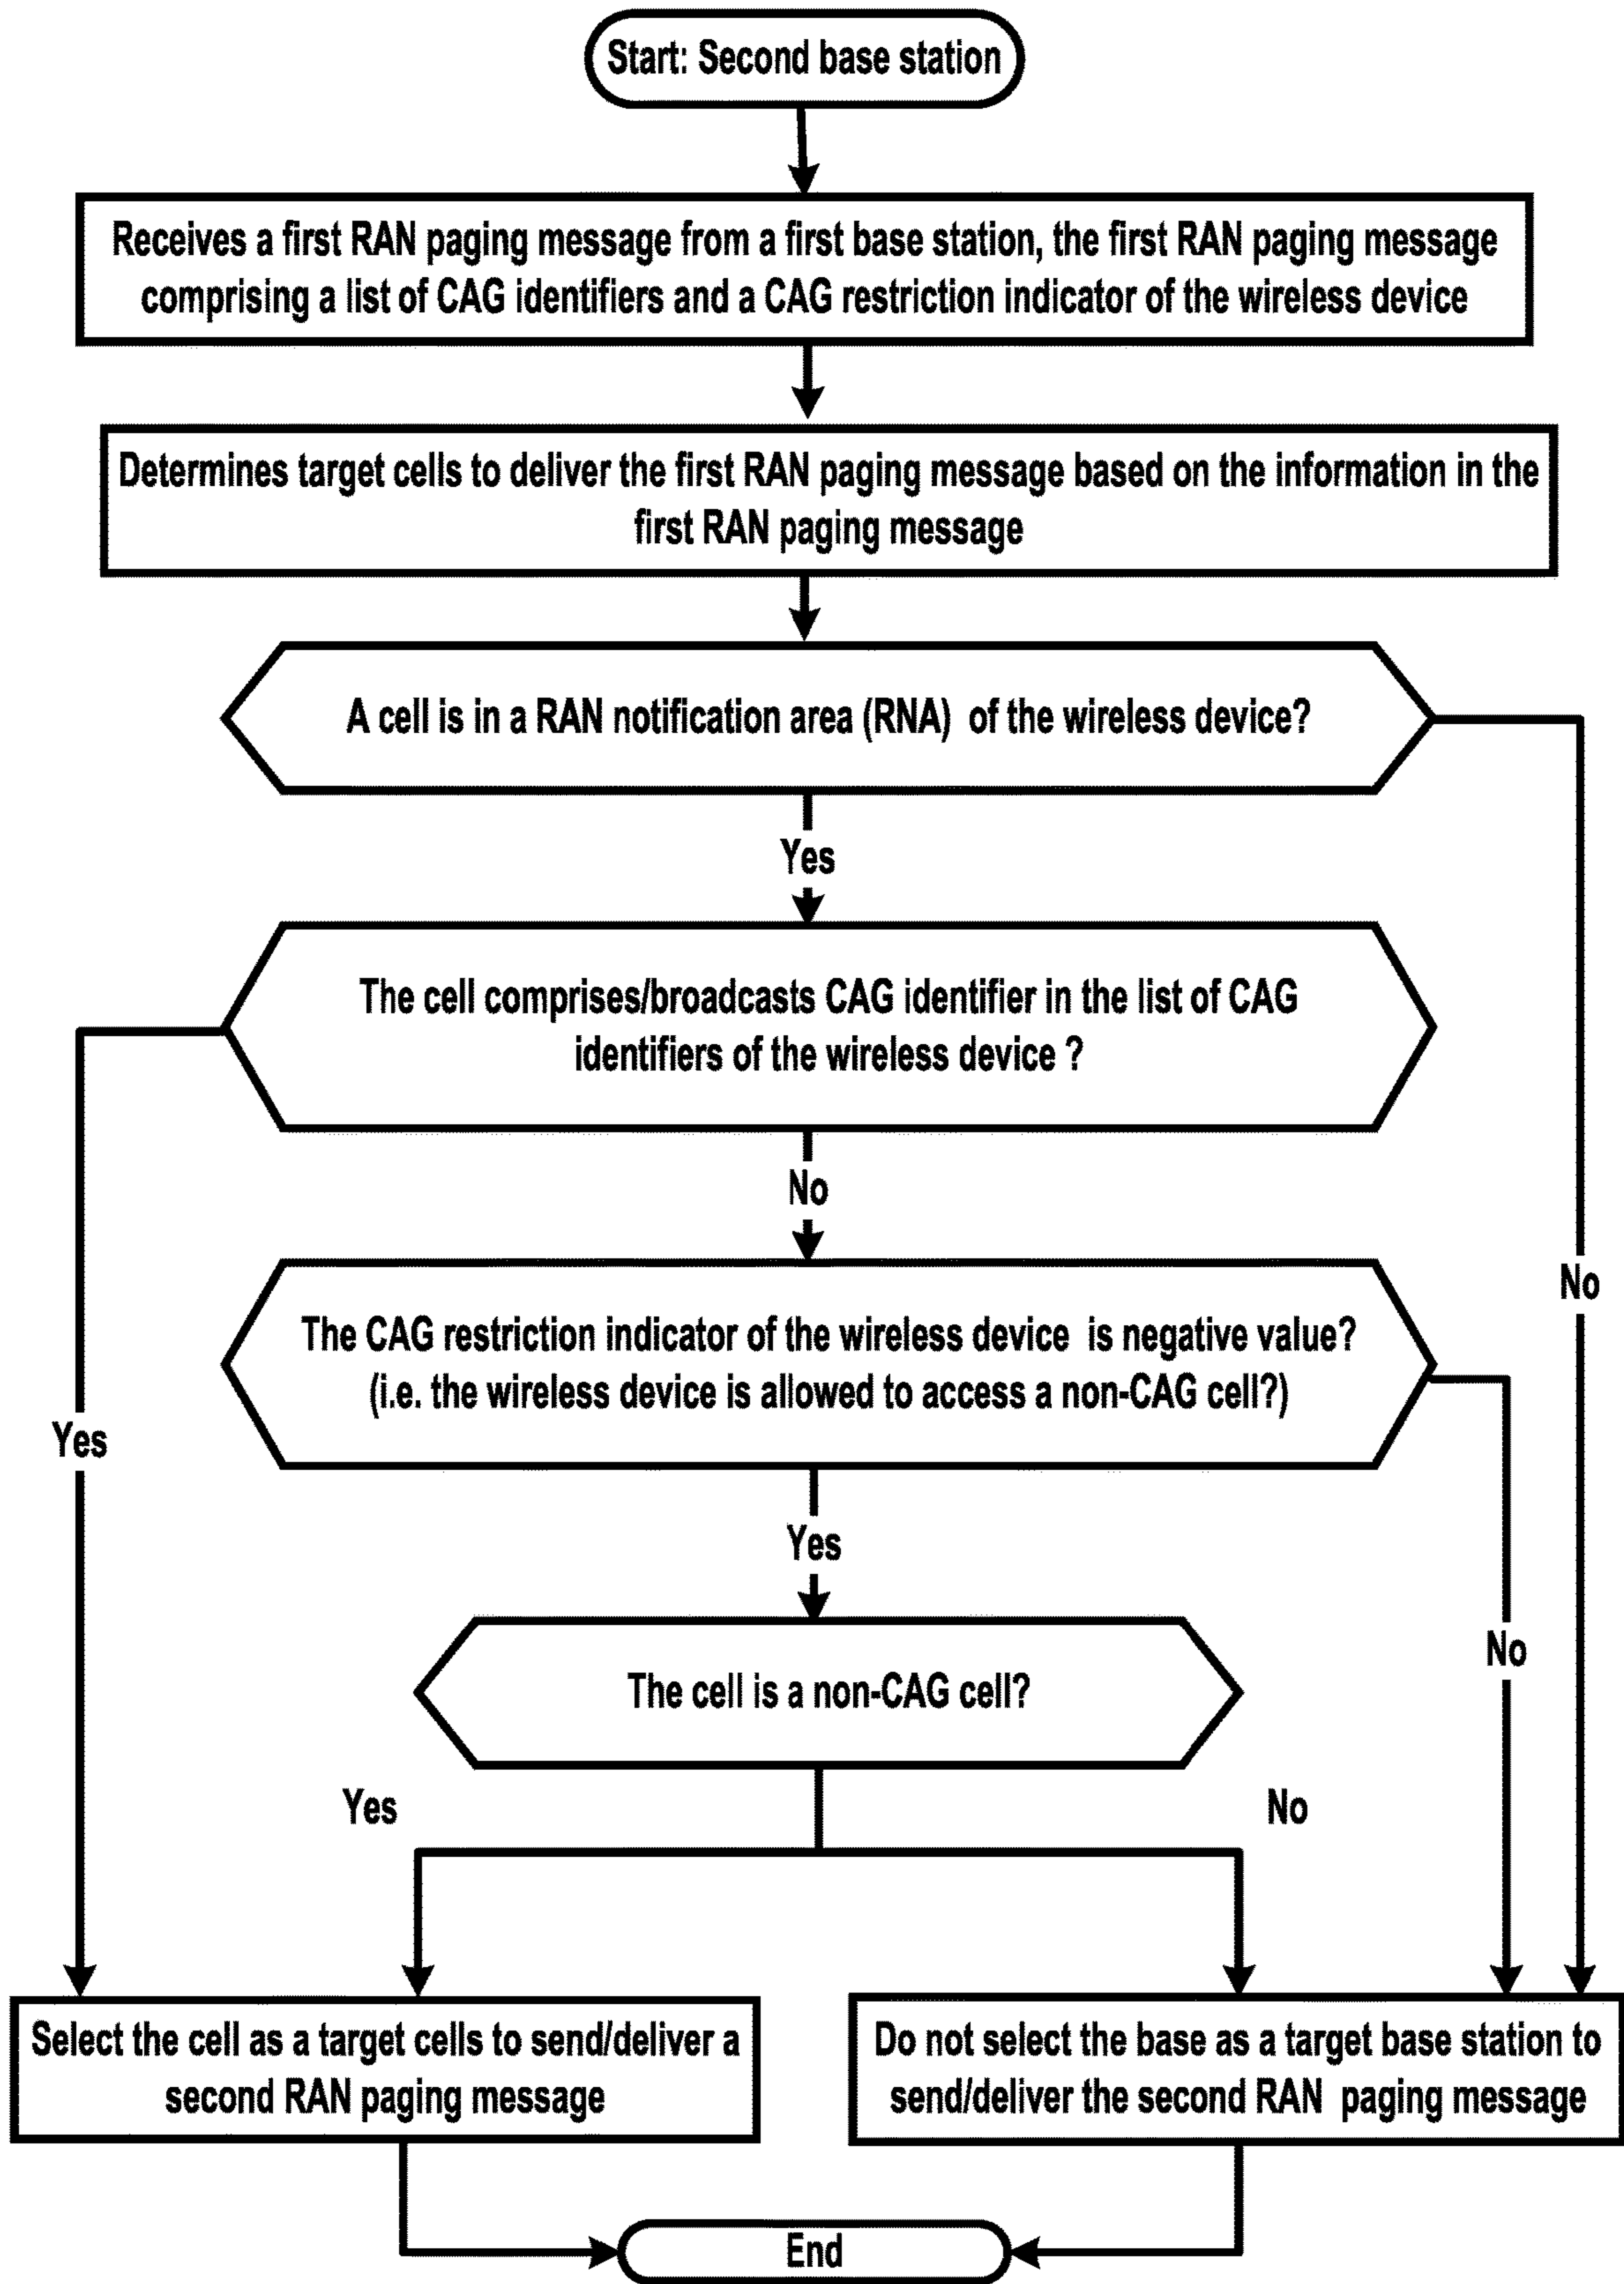 Start: Second base station
Receives a first RAN paging message from a first base station, the first RAN paging message
comprising a list of CAG identifiers and a CAG restriction indicator of the wireless device
Determines target cells to deliver the first RAN paging message based on the information in the
first RAN paging message
A cell is in a RAN notification area (RNA) of the wireless device?
Yes
The cell comprises/broadcasts CAG identifier in the list of CAG
identifiers of the wireless device ?
No
No
The CAG restriction indicator of the wireless device is negative value?
(i.e. the wireless device is allowed to access a non-CAG cell?)
Yes
Yes
No
The cell is a non-CAG cell?
Yes
No
Select the cell as a target cells to send/deliver a
second RAN paging message
Do not select the base as a target base station to
send/deliver the second RAN paging message
End